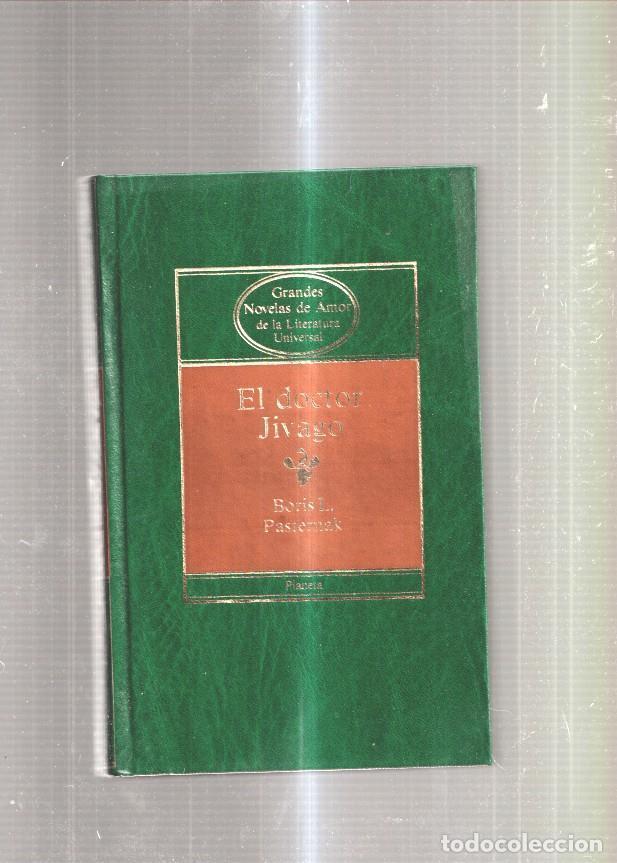 Grandes
Novelas de Amor
de la Literatura
Universal
El doctor
Jivago
Boris L.
Pasternak
Planeta
todocoleccion